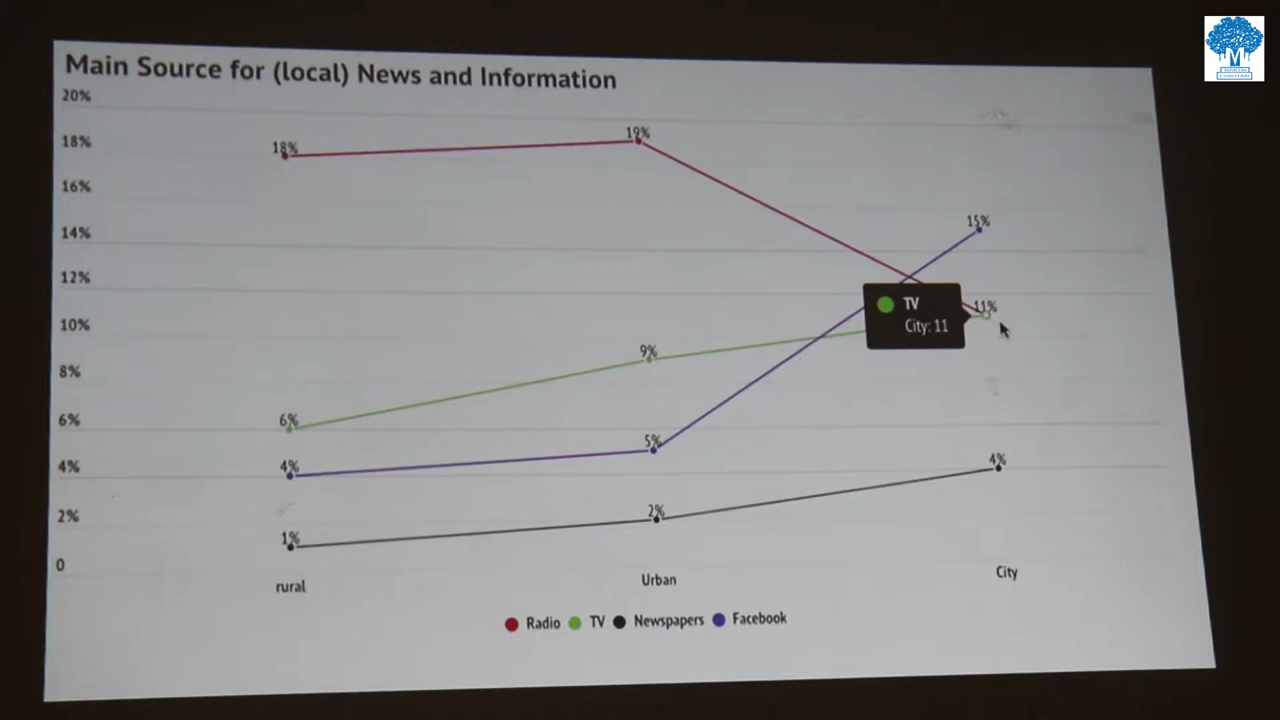 Main Source for (local) News and Information
20%
18%
16%
14%
12%
10%
8%
6%
4%
2%
0
18%
19%
15%
11%
TV
City: 11
9%
6%
5%
4%
4%
2%
1%
rural
Urban
City
Radio TV Newspapers Facebook
M
MARTIN
CHAUTARI